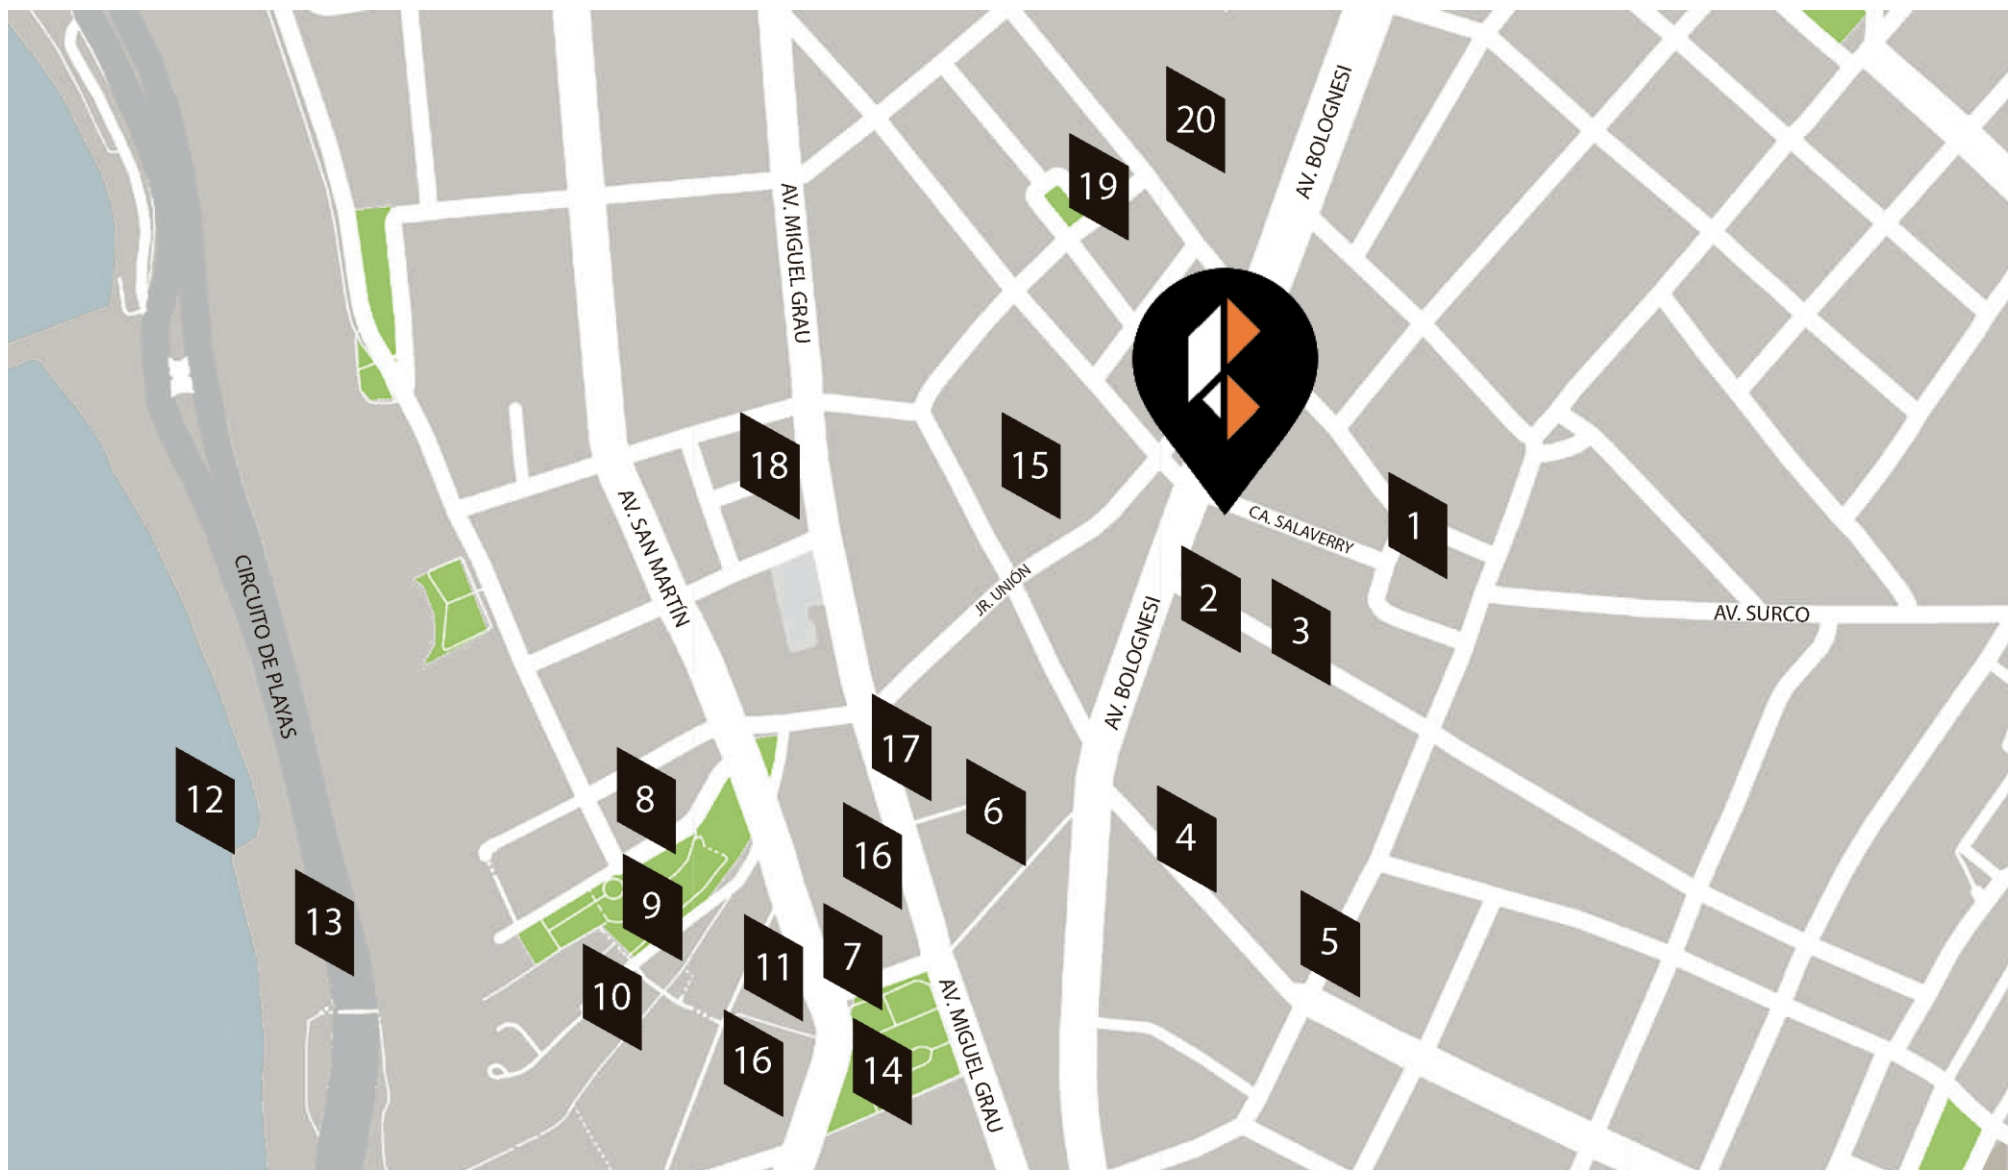 20
AV. BOLOGNESI
19
AV. MIGUEL GRAU
18
15
1
CA. SALAVERRY
AV. SAN MARTÍN
JR. UNIÓN
2
3
AV. SURCO
CIRCUITO DE PLAYAS
AV. BOLOGNESI
17
12
8
6
4
16
9
13
5
7
11
10
AV. MIGUEL GRAU
16
14